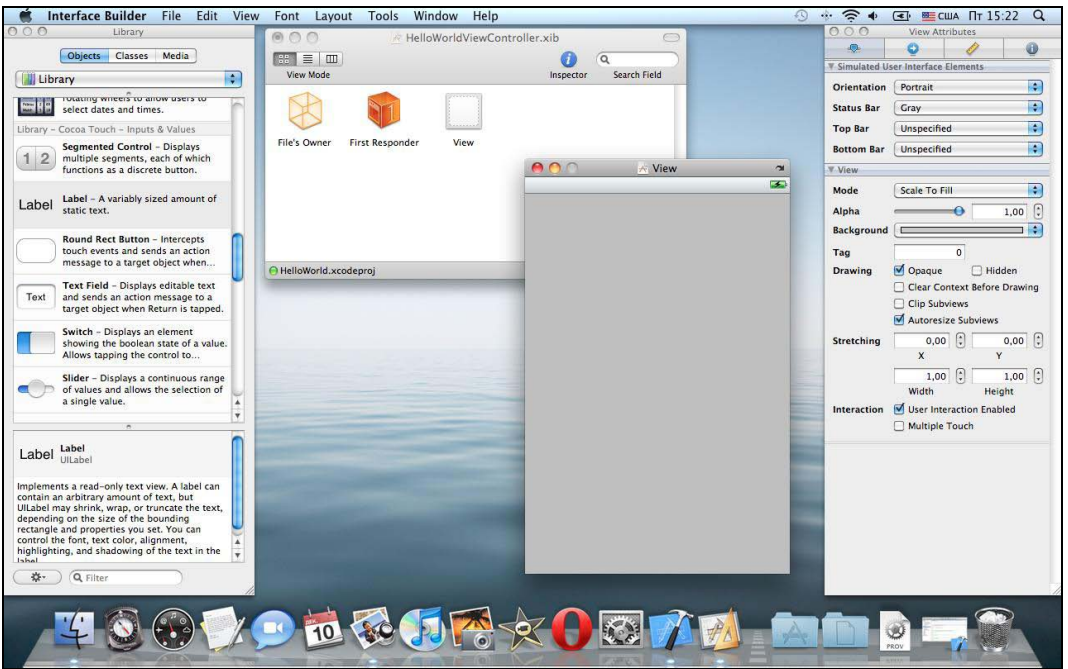 Interface Builder File Edit View Font Layout Tools Window Help
США Пт 15:22
Library
Objects Classes Media
Library
rotating wheels to allow users to
select dates and times.
Library – Cocoa Touch – Inputs & Values
1 2
Segmented Control – Displays
multiple segments, each of which
functions as a discrete button.
Label
Label – A variably sized amount of
static text.
Round Rect Button – Intercepts
touch events and sends an action
message to a target object when...
Text
Text Field – Displays editable text
and sends an action message to a
target object when Return is tapped.
Switch – Displays an element
showing the boolean state of a value.
Allows tapping the control to...
Slider – Displays a continuous range
of values and allows the selection of
a single value.
Label
Label
UILabel
Implements a read-only text view. A label can
contain an arbitrary amount of text, but
UILabel may shrink, wrap, or truncate the text,
depending on the size of the bounding
rectangle and properties you set. You can
control the font, text color, alignment,
highlighting, and shadowing of the text in the
label.
Filter
HelloWorldViewController.xib
View Mode
Inspector
Search Field
File's Owner
First Responder
View
HelloWorld.xcodeproj
View
View Attributes
Simulated User Interface Elements
Orientation Portrait
Status Bar Gray
Top Bar Unspecified
Bottom Bar Unspecified
View
Mode Scale To Fill
Alpha 1,00
Background
Tag 0
Drawing Opaque Hidden
Clear Context Before Drawing
Clip Subviews
Autoresize Subviews
Stretching 0,00 0,00
X Y
1,00 1,00
Width Height
Interaction User Interaction Enabled
Multiple Touch
10
PROV